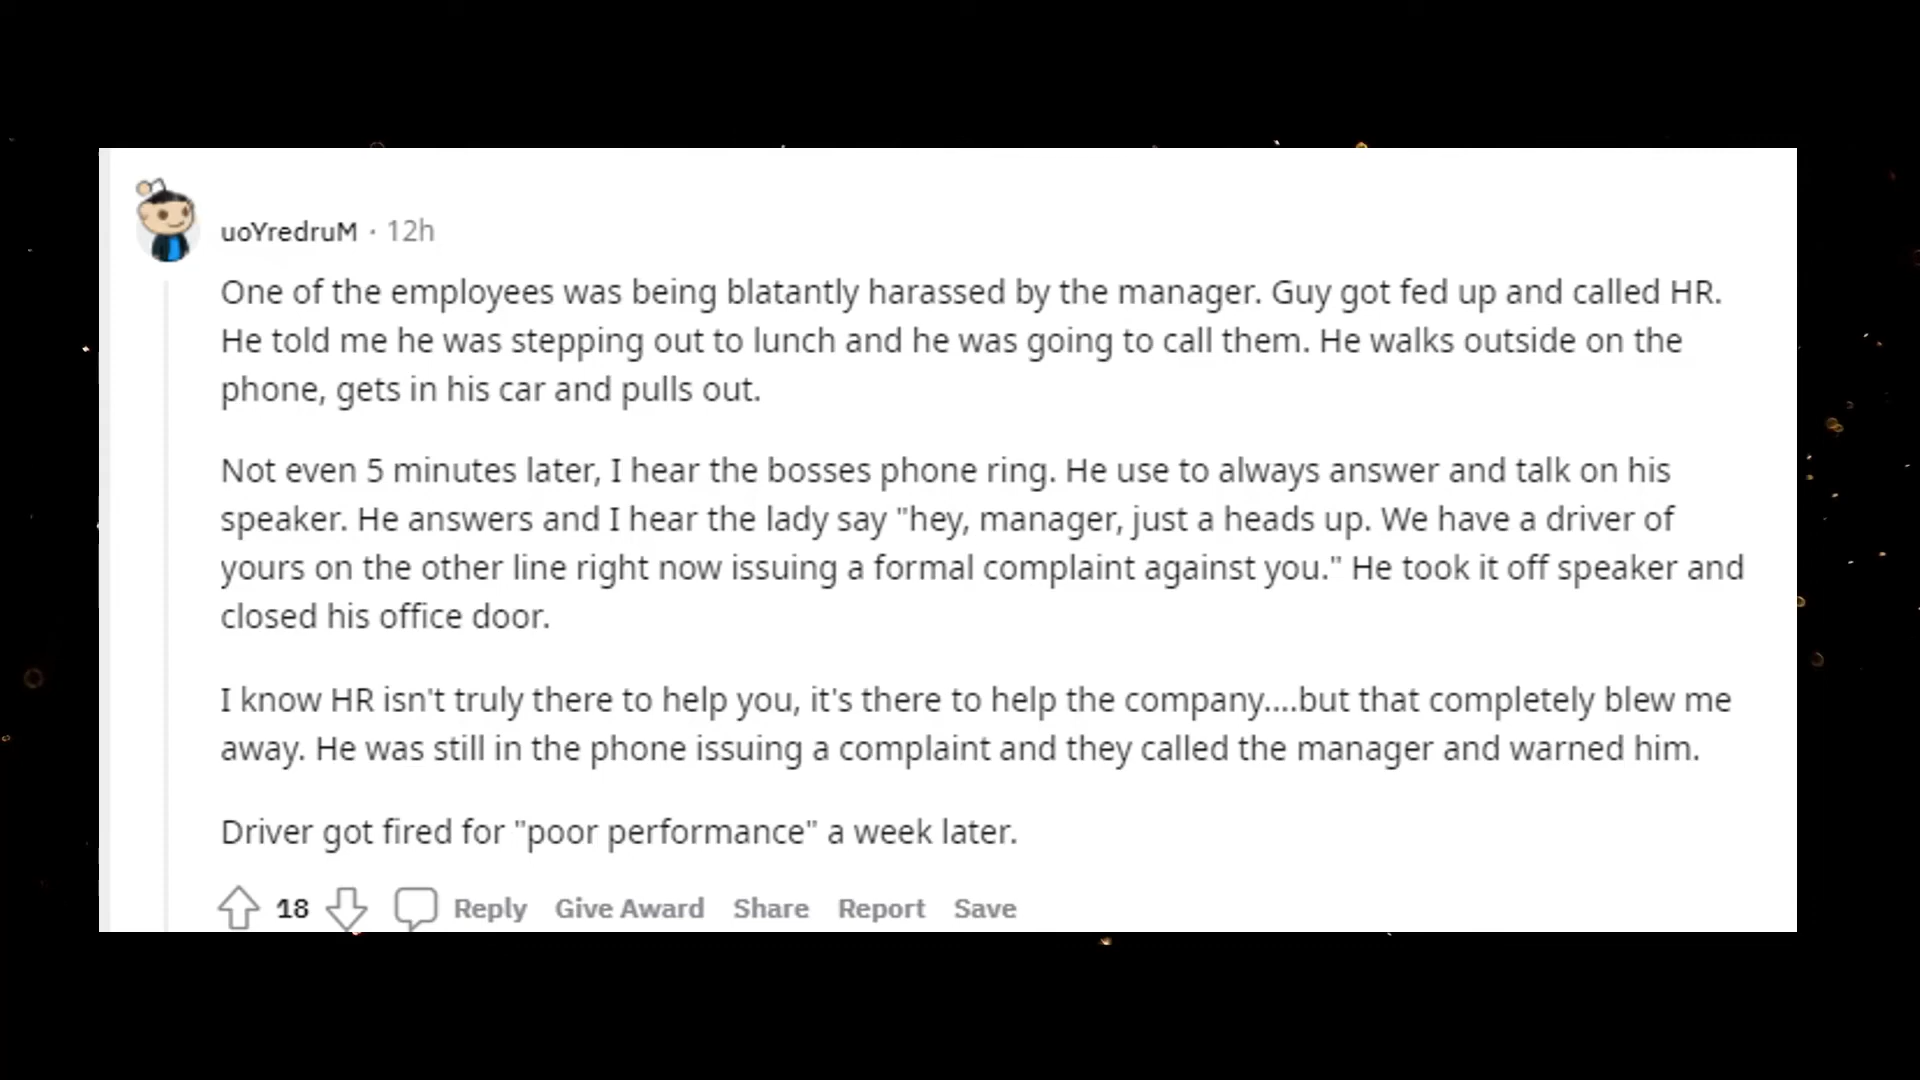 uoYredruM · 12h
One of the employees was being blatantly harassed by the manager. Guy got fed up and called HR.
He told me he was stepping out to lunch and he was going to call them. He walks outside on the
phone, gets in his car and pulls out.
Not even 5 minutes later, I hear the bosses phone ring. He use to always answer and talk on his
speaker. He answers and I hear the lady say "hey, manager, just a heads up. We have a driver of
yours on the other line right now issuing a formal complaint against you." He took it off speaker and
closed his office door.
I know HR isn't truly there to help you, it's there to help the company....but that completely blew me
away. He was still in the phone issuing a complaint and they called the manager and warned him.
Driver got fired for "poor performance" a week later.
18 Reply Give Award Share Report Save